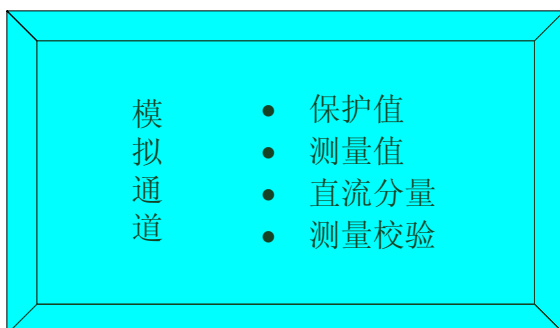 模拟通道
● 保护值
● 测量值
● 直流分量
● 测量校验